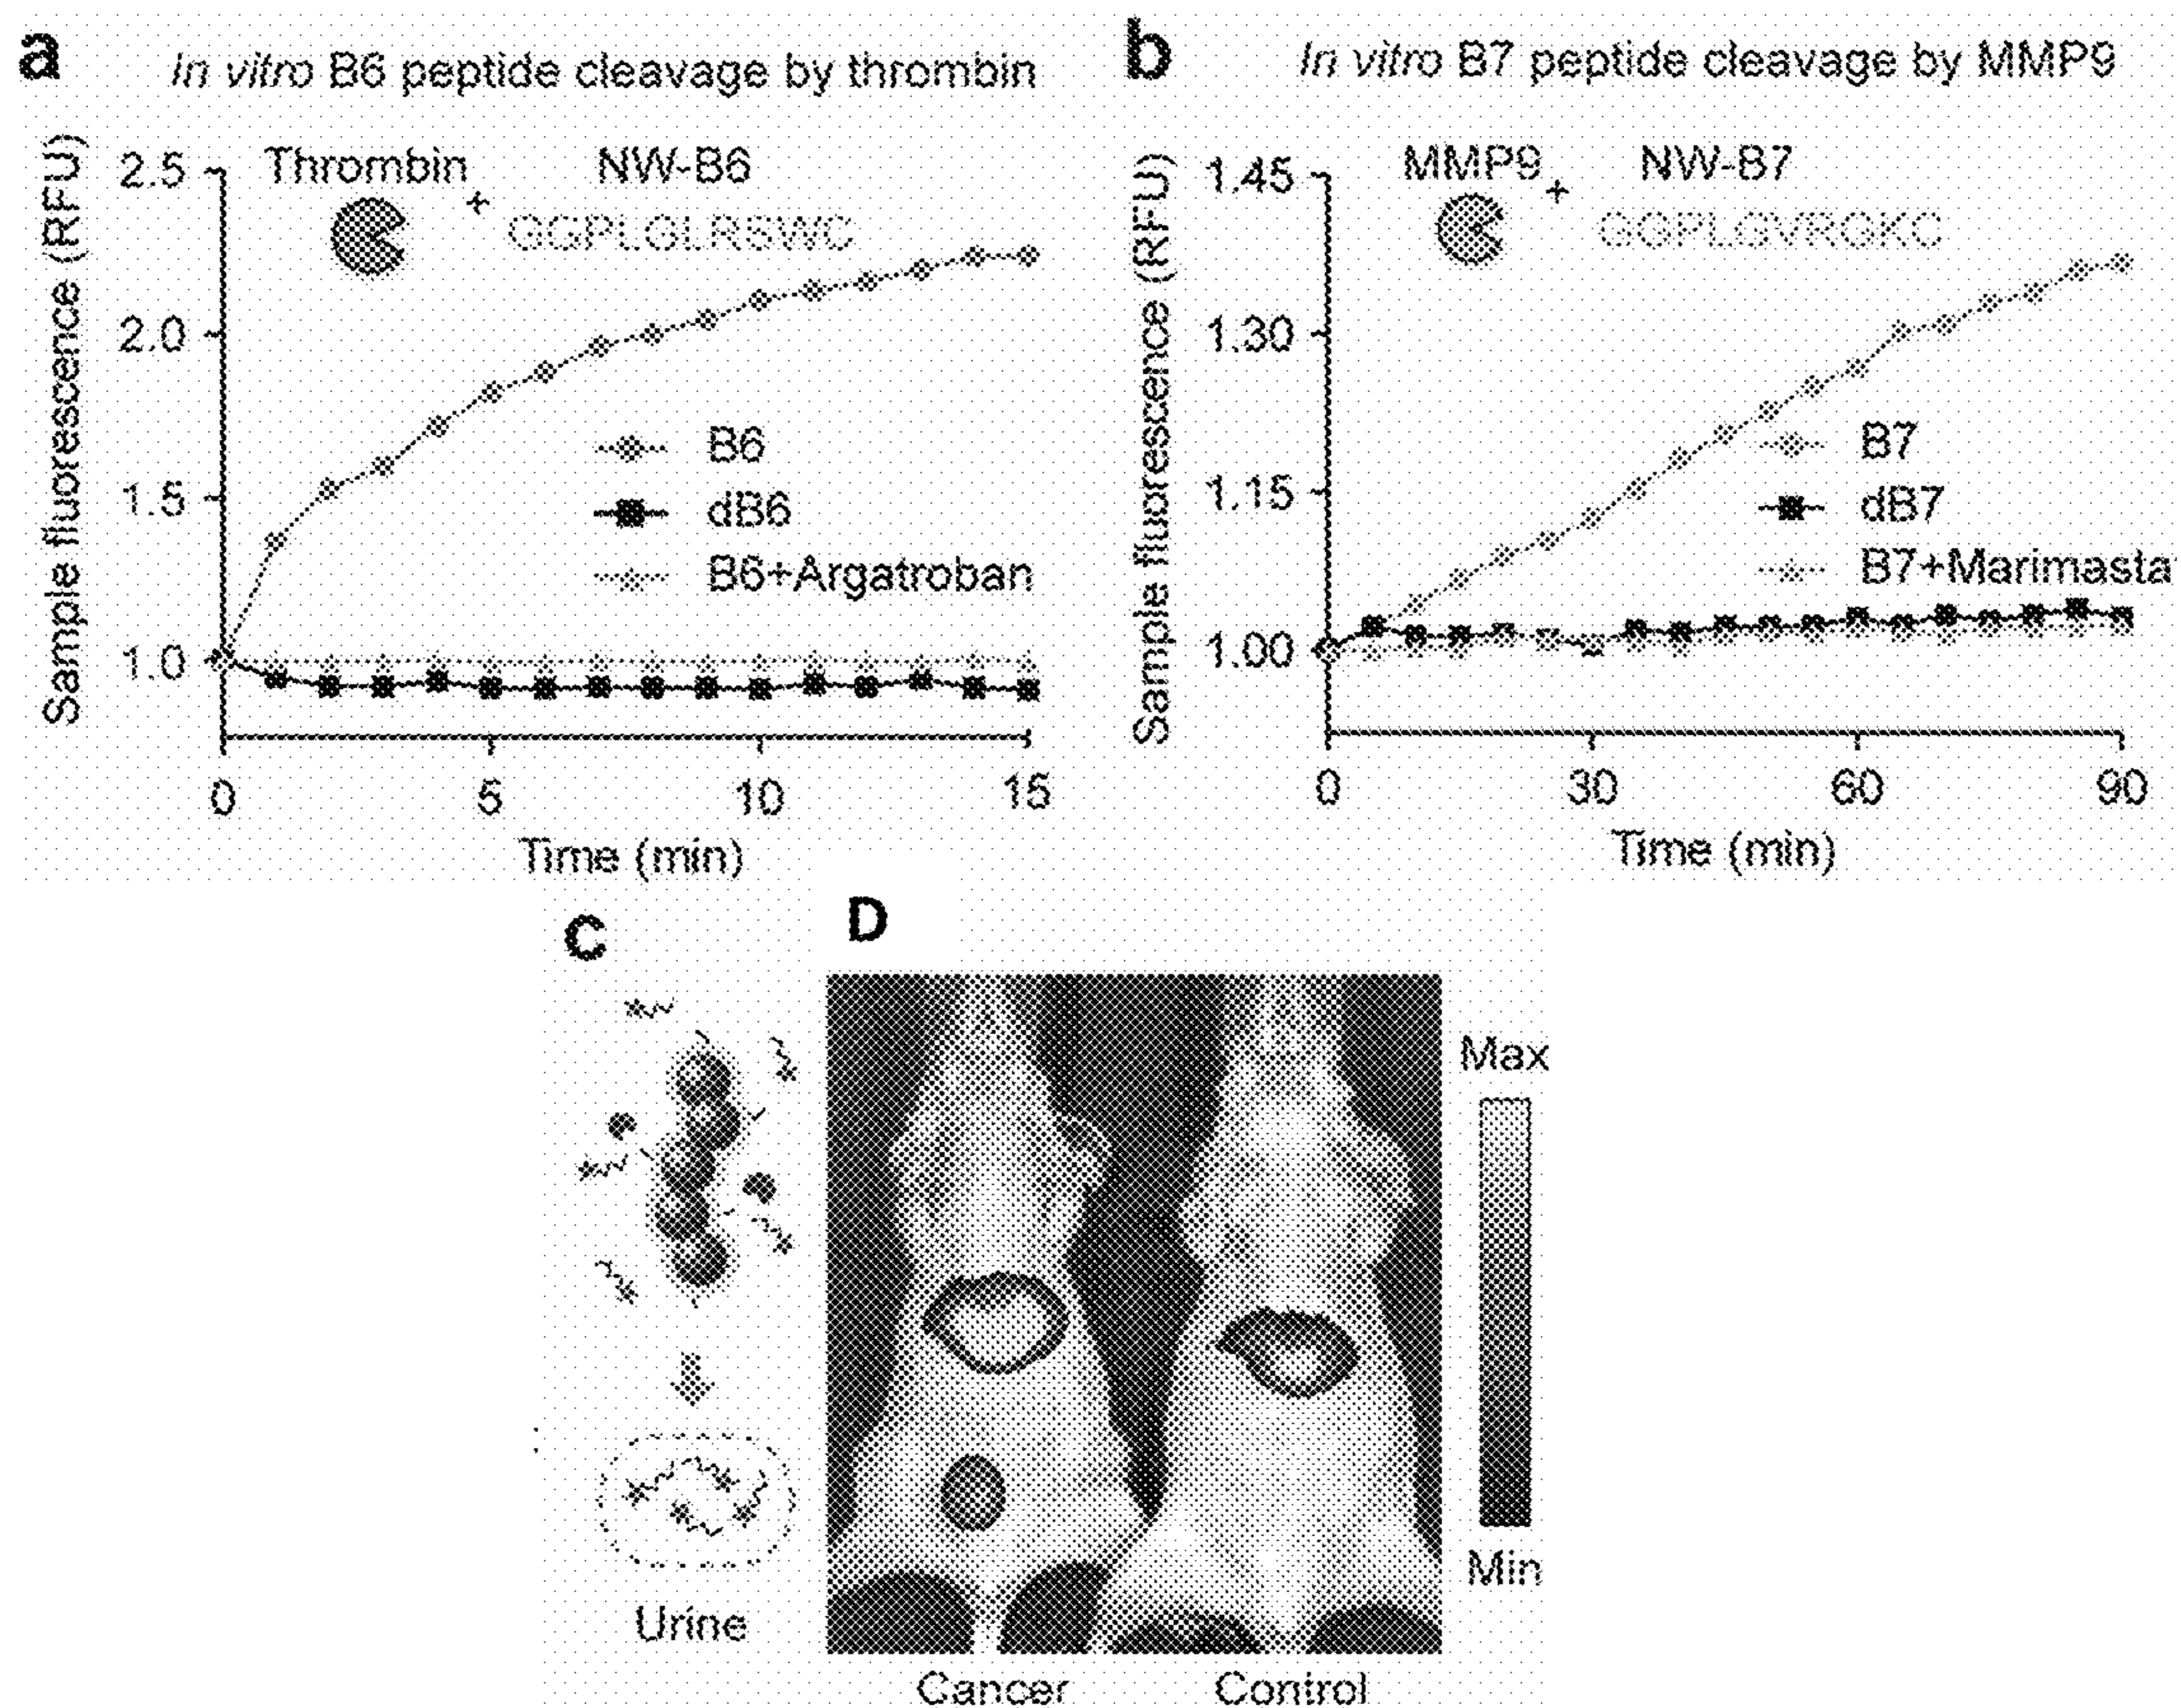 a
In vitro B6 peptide cleavage by thrombin
Sample fluorescence (RFU)
2.5
2.0
1.5
1.0
Thrombin + NW-B6
GGPLGLRSWC
B6
dB6
B6+Argatroban
0 5 10 15
Time (min)
b
In vitro B7 peptide cleavage by MMP9
Sample fluorescence (RFU)
1.45
1.30
1.15
1.00
MMP9 + NW-B7
GGPLGVRGKC
B7
dB7
B7+Marimasta
0 30 60 90
Time (min)
C
Urine
D
Max
Min
Cancer Control